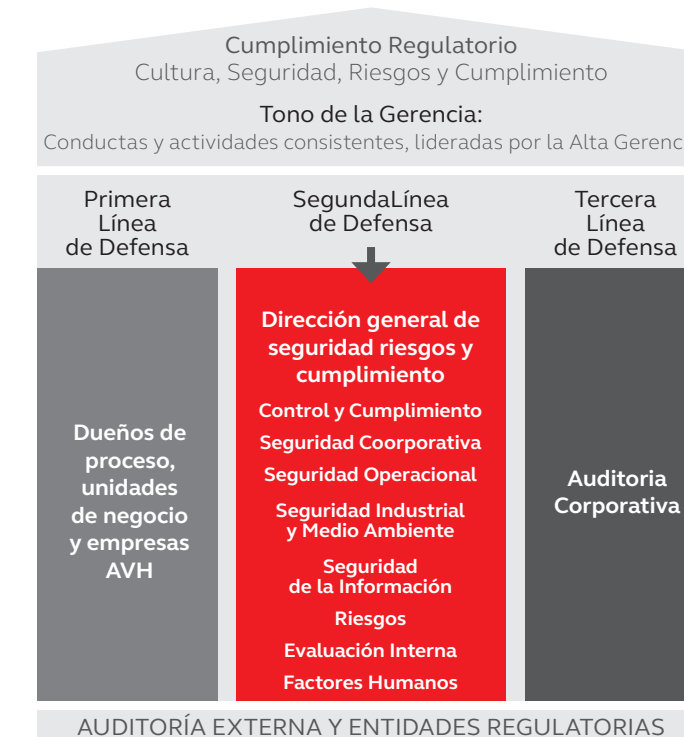 Cumplimiento Regulatorio
Cultura, Seguridad, Riesgos y Cumplimiento
Tono de la Gerencia:
Conductas y actividades consistentes, lideradas por la Alta Gerenc
Primera
Línea
de Defensa
SegundaLínea
de Defensa
Tercera
Línea
de Defensa
Dueños de
proceso,
unidades
de negocio
y empresas
AVH
Dirección general de
seguridad riesgos y
cumplimiento
Control y Cumplimiento
Seguridad Coorporativa
Seguridad Operacional
Seguridad Industrial
y Medio Ambiente
Seguridad
de la Información
Riesgos
Evaluación Interna
Factores Humanos
Auditoria
Corporativa
AUDITORÍA EXTERNA Y ENTIDADES REGULATORIAS